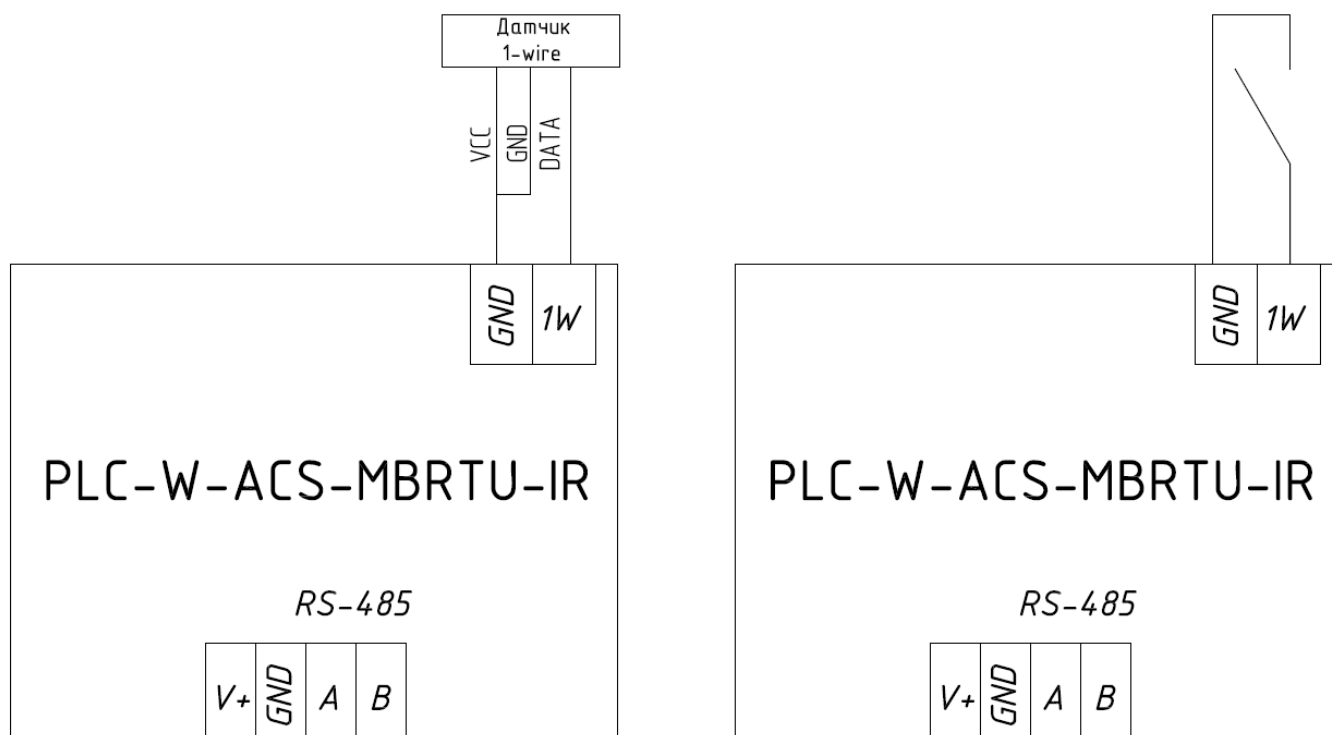 Датчик
1-wire
VCC
GND
DATA
GND
1W
PLC-W-ACS-MBRTU-IR
RS-485
V+
GND
A
B
GND
1W
PLC-W-ACS-MBRTU-IR
RS-485
V+
GND
A
B